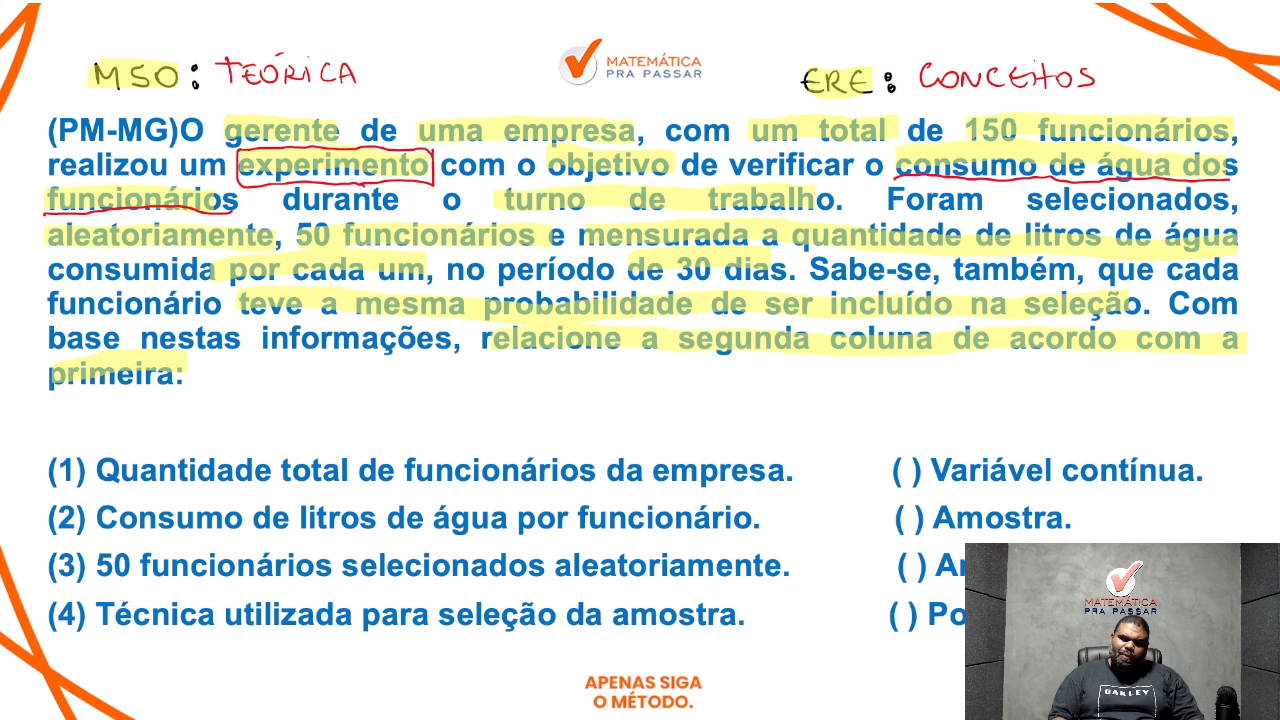 MSO: TEÓRICA
MATEMÁTICA
PRA PASSAR
ERE: CONCEITOS
(PM-MG)O gerente de uma empresa, com um total de 150 funcionários,
realizou um experimento com o objetivo de verificar o consumo de água dos
funcionários durante o turno de trabalho. Foram selecionados,
aleatoriamente, 50 funcionários e mensurada a quantidade de litros de água
consumida por cada um, no período de 30 dias. Sabe-se, também, que cada
funcionário teve a mesma probabilidade de ser incluído na seleção. Com
base nestas informações, relacione a segunda coluna de acordo com a
primeira:
(1) Quantidade total de funcionários da empresa. ( ) Variável contínua.
(2) Consumo de litros de água por funcionário. ( ) Amostra.
(3) 50 funcionários selecionados aleatoriamente. ( )
(4) Técnica utilizada para seleção da amostra. ( )
MATEMÁTICA
PRA PASSAR
OAKLEY
APENAS SIGA
O MÉTODO.